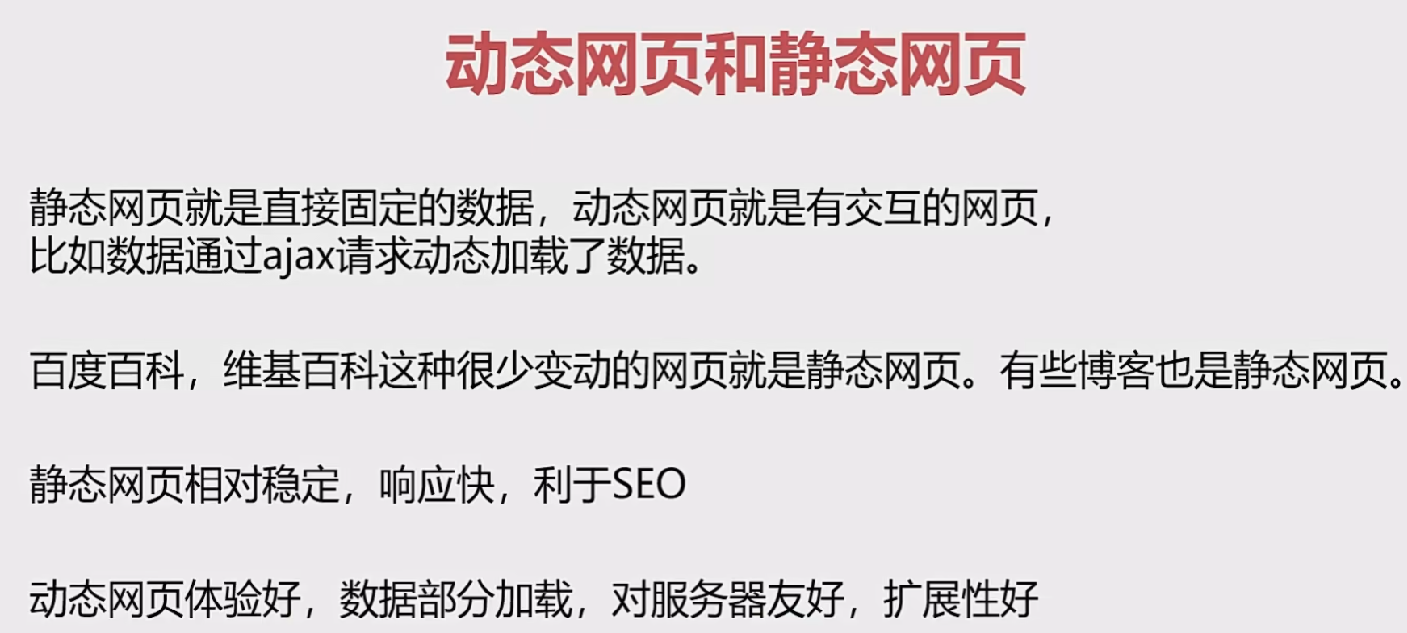 动态网页和静态网页
静态网页就是直接固定的数据，动态网页就是有交互的网页，
比如数据通过ajax请求动态加载了数据。
百度百科，维基百科这种很少变动的网页就是静态网页。有些博客也是静态网页。
静态网页相对稳定，响应快，利于SEO
动态网页体验好，数据部分加载，对服务器友好，扩展性好